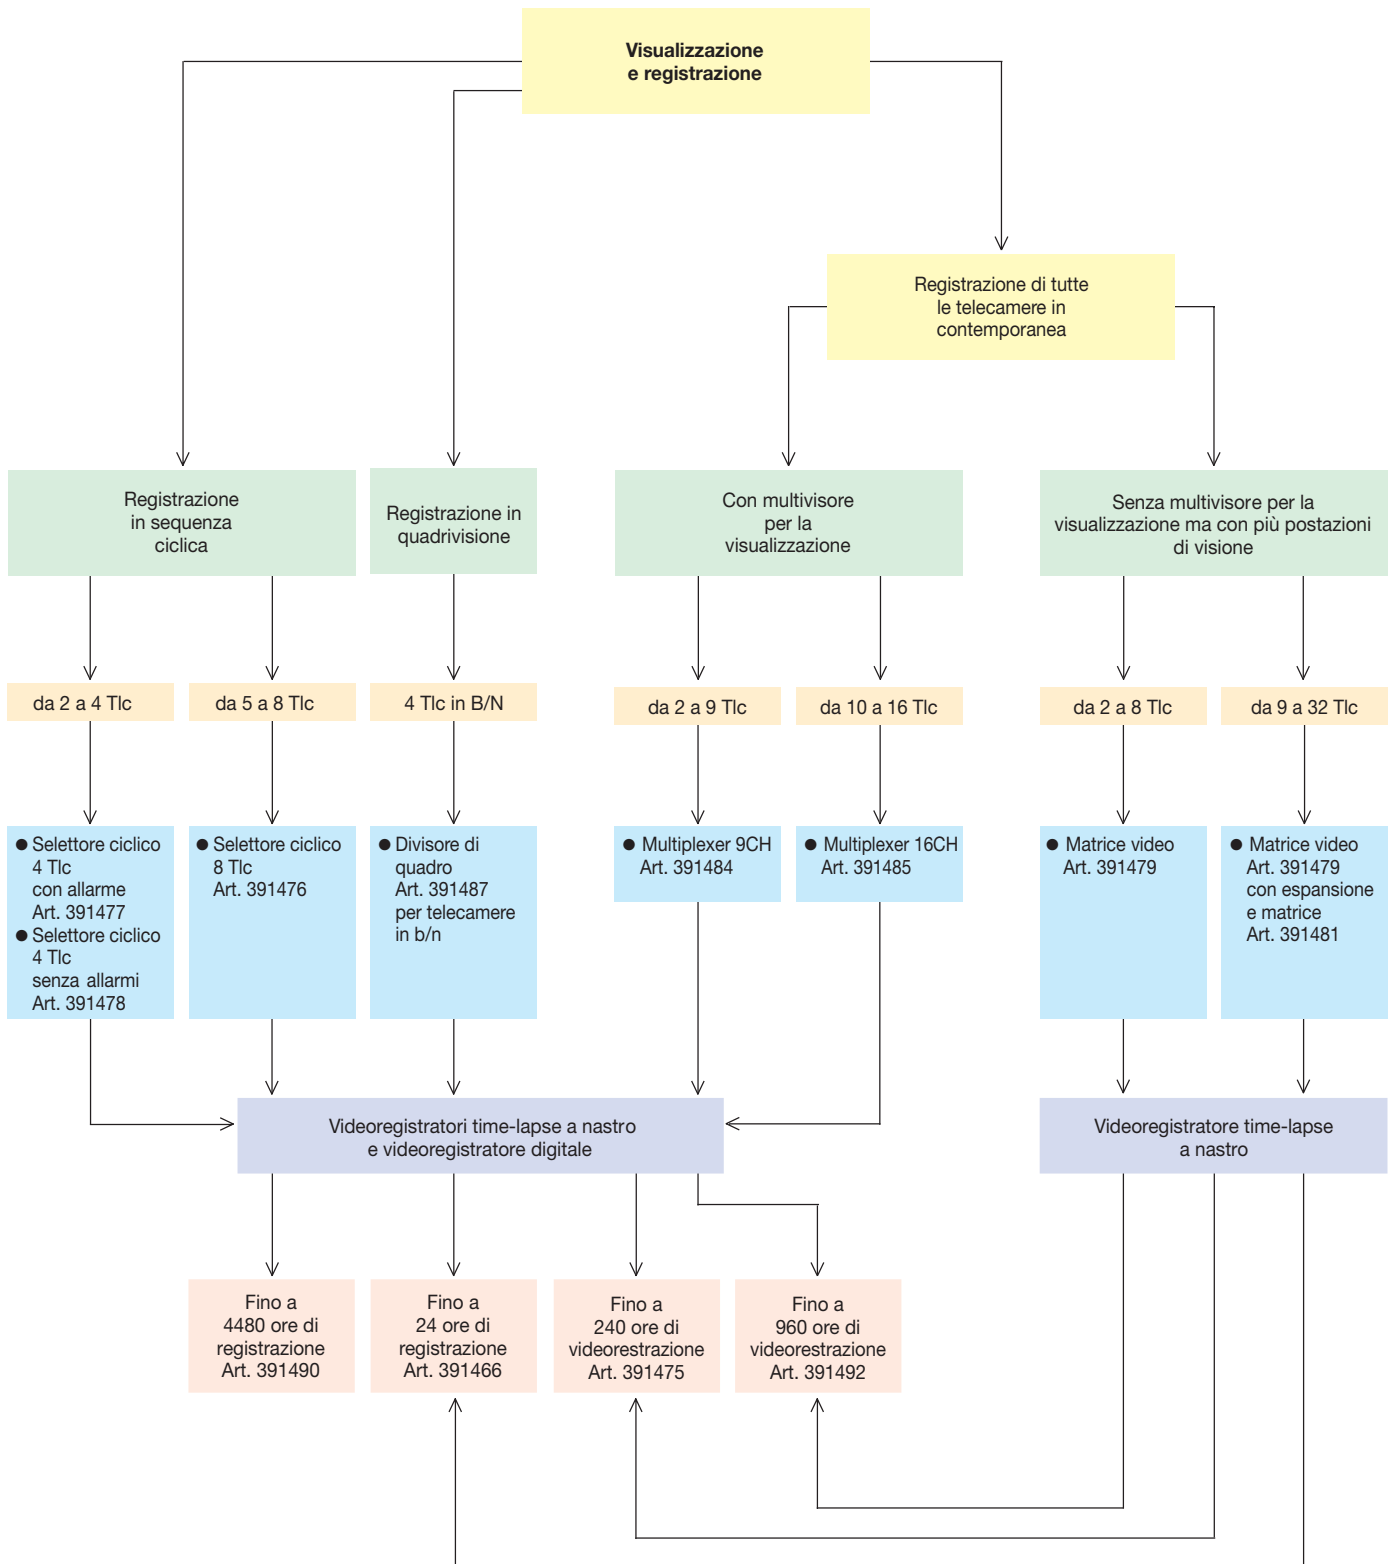 Visualizzazione
e registrazione
Registrazione di tutte
le telecamere in
contemporanea
Registrazione
in sequenza
ciclica
Registrazione in
quadrivisione
Con multivisore
per la
visualizzazione
Senza multivisore per la
visualizzazione ma con più postazioni
di visione
da 2 a 4 Tlc
da 5 a 8 Tlc
4 Tlc in B/N
da 2 a 9 Tlc
da 10 a 16 Tlc
da 2 a 8 Tlc
da 9 a 32 Tlc
● Selettore ciclico
4 Tlc
con allarme
Art. 391477
● Selettore ciclico
4 Tlc
senza allarmi
Art. 391478
● Selettore ciclico
8 Tlc
Art. 391476
● Divisore di
quadro
Art. 391487
per telecamere
in b/n
● Multiplexer 9CH
Art. 391484
● Multiplexer 16CH
Art. 391485
● Matrice video
Art. 391479
● Matrice video
Art. 391479
con espansione
e matrice
Art. 391481
Videoregistratori time-lapse a nastro
e videoregistratore digitale
Videoregistratore time-lapse
a nastro
Fino a
4480 ore di
registrazione
Art. 391490
Fino a
24 ore di
registrazione
Art. 391466
Fino a
240 ore di
videorestrazione
Art. 391475
Fino a
960 ore di
videorestrazione
Art. 391492